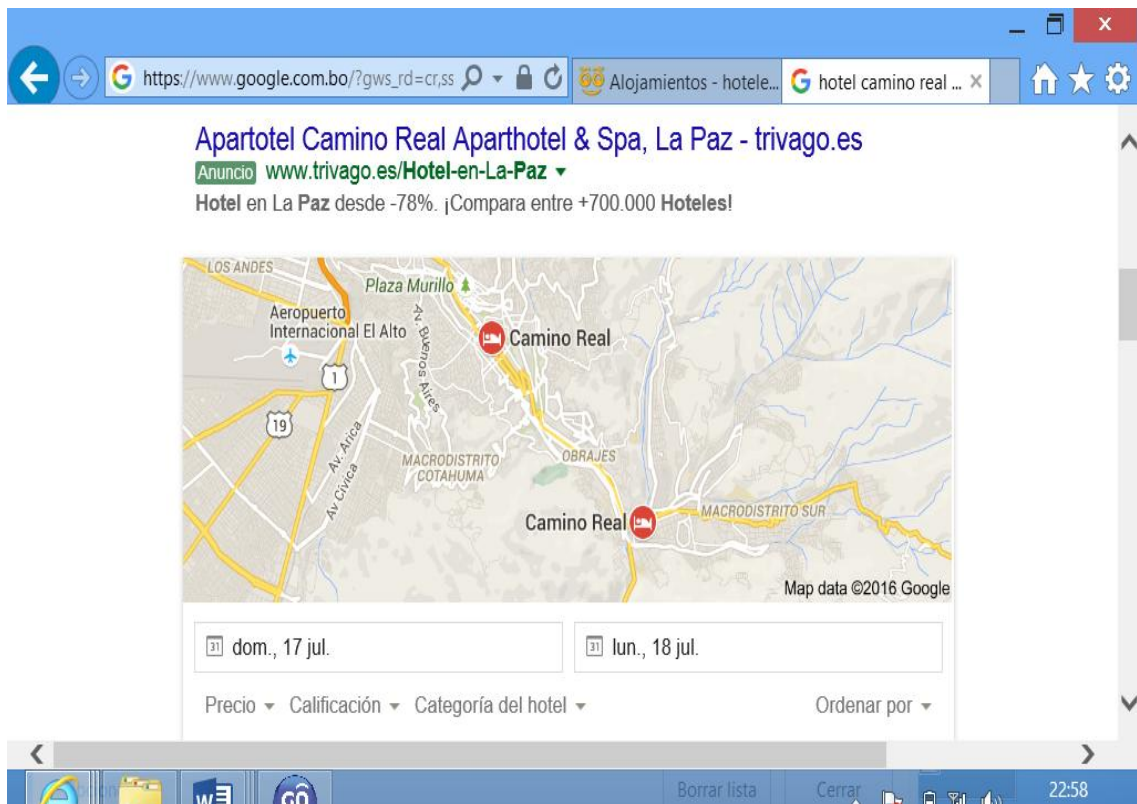 x
https://www.google.com.bo/?gws_rd=cr,ss
Alojamientos - hotele...
hotel camino real ...
Apartotel Camino Real Aparthotel & Spa, La Paz - trivago.es
Anuncio www.trivago.es/Hotel-en-La-Paz
Hotel en La Paz desde -78%. ¡Compara entre +700.000 Hoteles!
LOS ANDES
Plaza Murillo
Aeropuerto
Internacional El Alto
Av. Buenos Aires
Camino Real
1
19
Av. Arica
Av Civica
MACRODISTRITO
COTAHUMA
OBRAJES
Camino Real
MACRODISTRITO SUR
Map data ©2016 Google
31 dom., 17 jul.
31 lun., 18 jul.
Precio Calificación Categoría del hotel Ordenar por
Borrar lista Cerrar
22:58